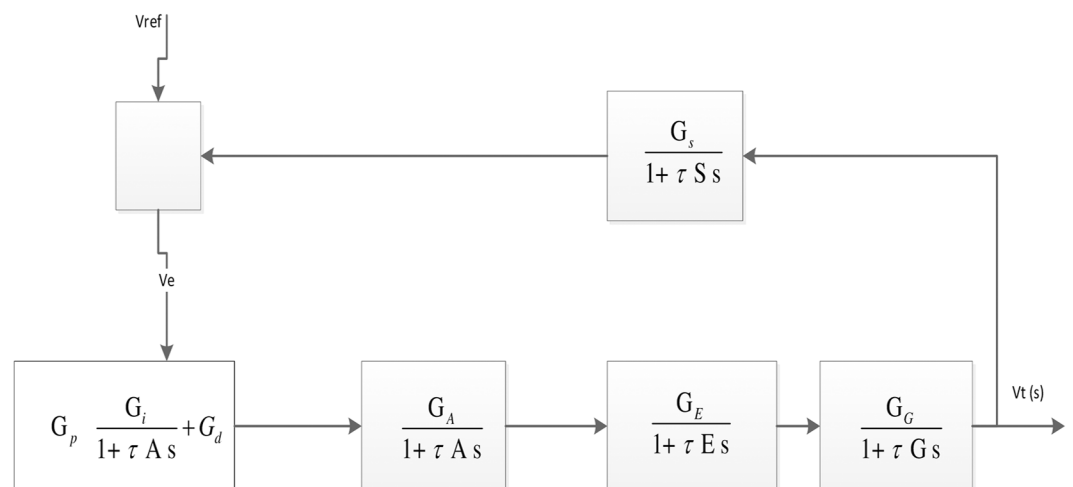 Vref
G_s
1+ τ S s
Ve
G_p G_i
1+ τ A s
+G_d
G_A
1+ τ A s
G_E
1+ τ E s
G_G
1+ τ G s
Vt (s)